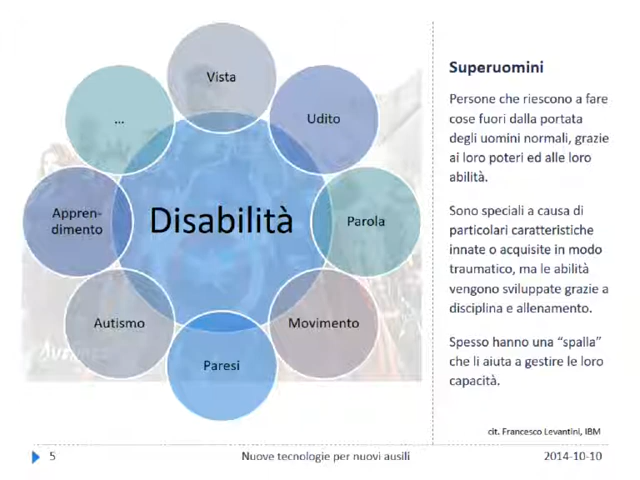 Vista
Udito
Parola
Movimento
Paresi
Autismo
Appren-
dimento
…
Disabilità
Superuomini
Persone che riescono a fare
cose fuori dalla portata
degli uomini normali, grazie
ai loro poteri ed alle loro
abilità.
Sono speciali a causa di
particolari caratteristiche
innate o acquisite in modo
traumatico, ma le abilità
vengono sviluppate grazie a
disciplina e allenamento.
Spesso hanno una “spalla”
che li aiuta a gestire le loro
capacità.
cit. Francesco Levantini, IBM
5
Nuove tecnologie per nuovi ausili
2014-10-10